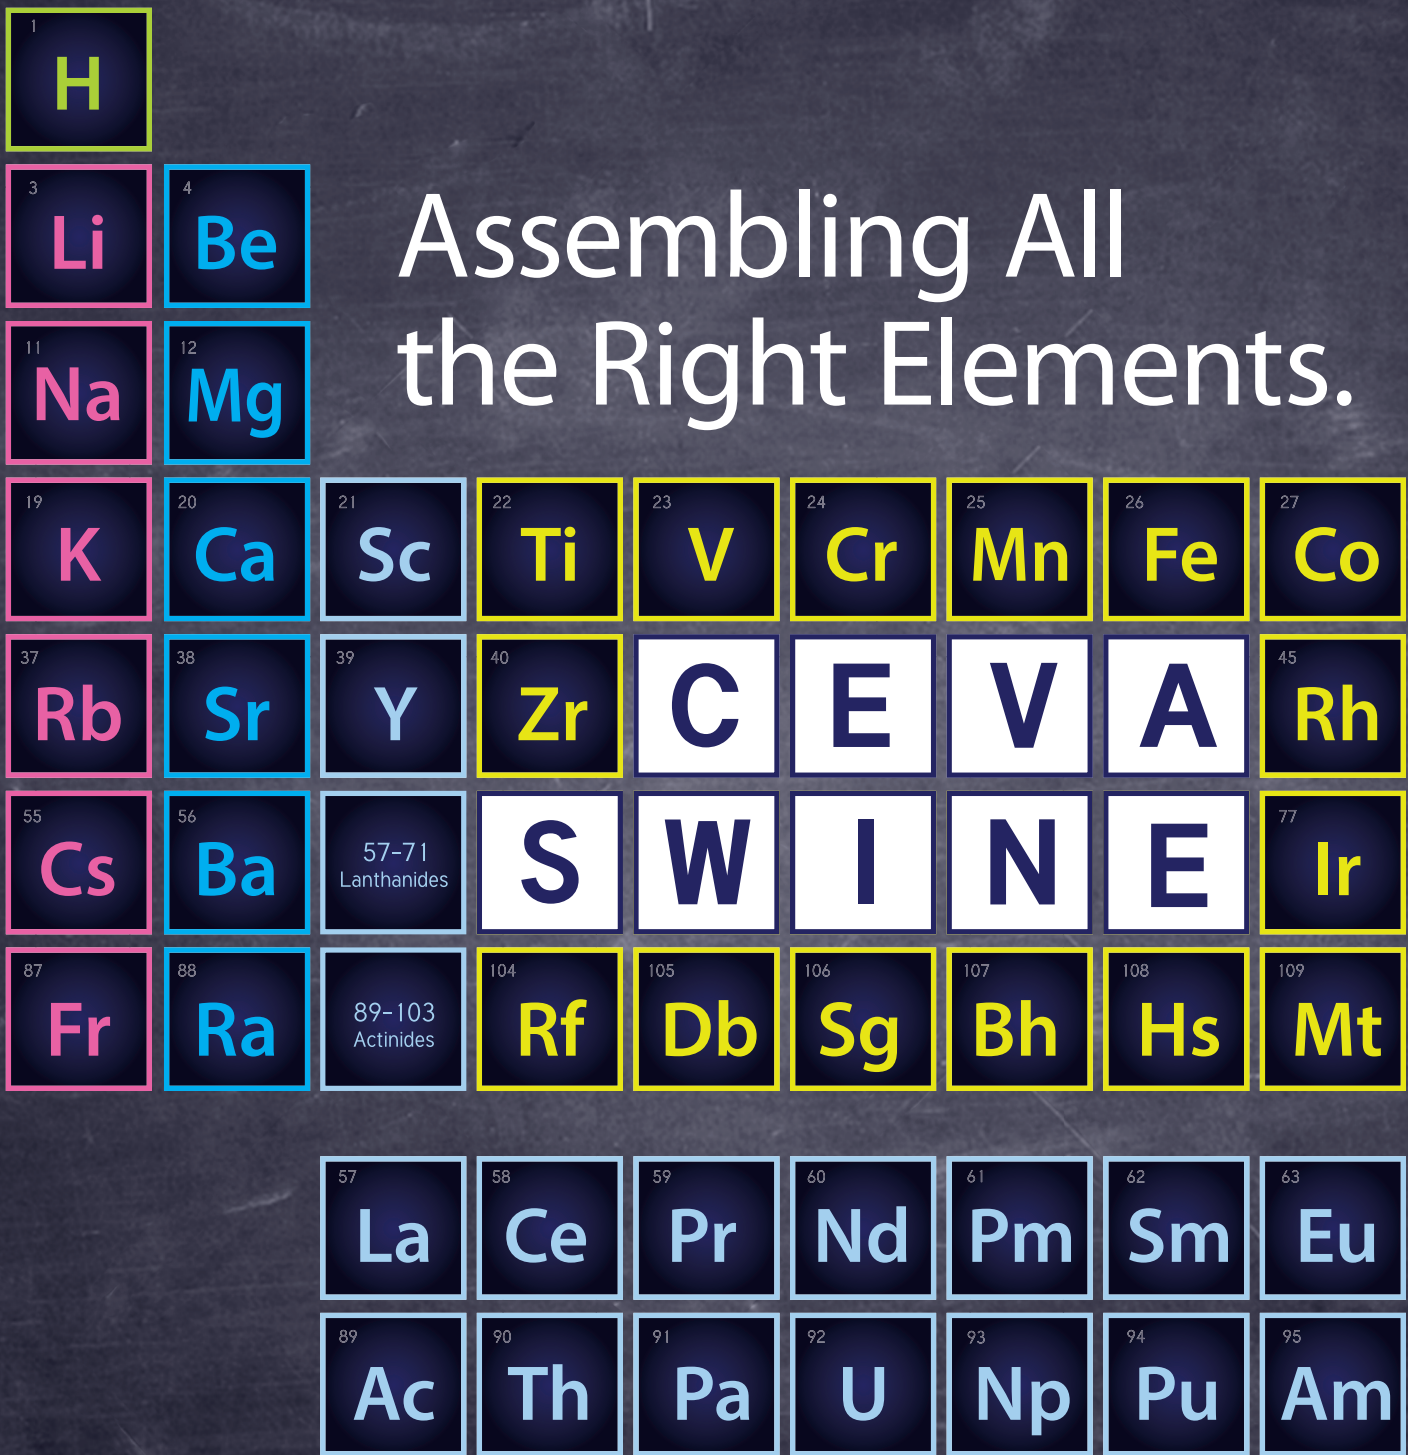 1
H
3 4
Li Be
Assembling All
the Right Elements.
11 12
Na Mg
19 20 21 22 23 24 25 26 27
K Ca Sc Ti V Cr Mn Fe Co
37 38 39 40 45
Rb Sr Y Zr C E V A Rh
55 56 57-71 77
Cs Ba Lanthanides S W I N E Ir
87 88 89-103 104 105 106 107 108 109
Fr Ra Actinides Rf Db Sg Bh Hs Mt
57 58 59 60 61 62 63
La Ce Pr Nd Pm Sm Eu
89 90 91 92 93 94 95
Ac Th Pa U Np Pu Am